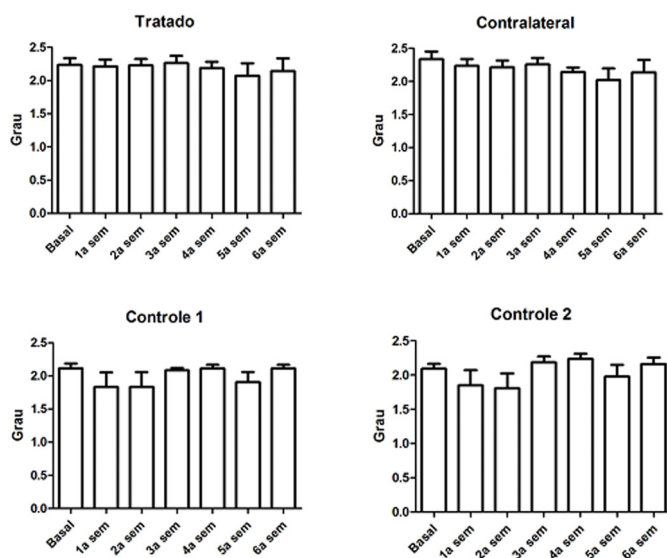 Tratado
Grau
2.5
2.0
1.5
1.0
0.5
0.0
Basal
1a sem
2a sem
3a sem
4a sem
5a sem
6a sem
Contralateral
Grau
2.5
2.0
1.5
1.0
0.5
0.0
Basal
1a sem
2a sem
3a sem
4a sem
5a sem
6a sem
Controle 1
Grau
2.5
2.0
1.5
1.0
0.5
0.0
Basal
1a sem
2a sem
3a sem
4a sem
5a sem
6a sem
Controle 2
Grau
2.5
2.0
1.5
1.0
0.5
0.0
Basal
1a sem
2a sem
3a sem
4a sem
5a sem
6a sem